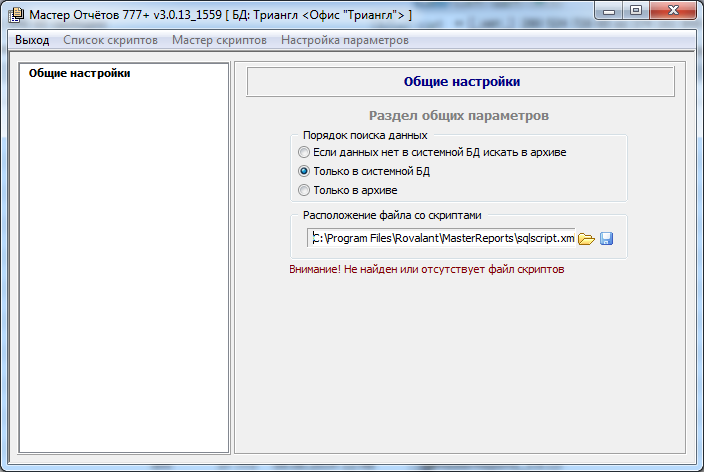 Мастер Отчётов 777+ v3.0.13_1559 [ БД: Триангл <Офис "Триангл"> ]
Выход Список скриптов Мастер скриптов Настройка параметров
Общие настройки
Общие настройки
Раздел общих параметров
Порядок поиска данных
Если данных нет в системной БД искать в архиве
Только в системной БД
Только в архиве
Расположение файла со скриптами
C:\Program Files\Rovalant\MasterReports\sqlscript.xm
Внимание! Не найден или отсутствует файл скриптов